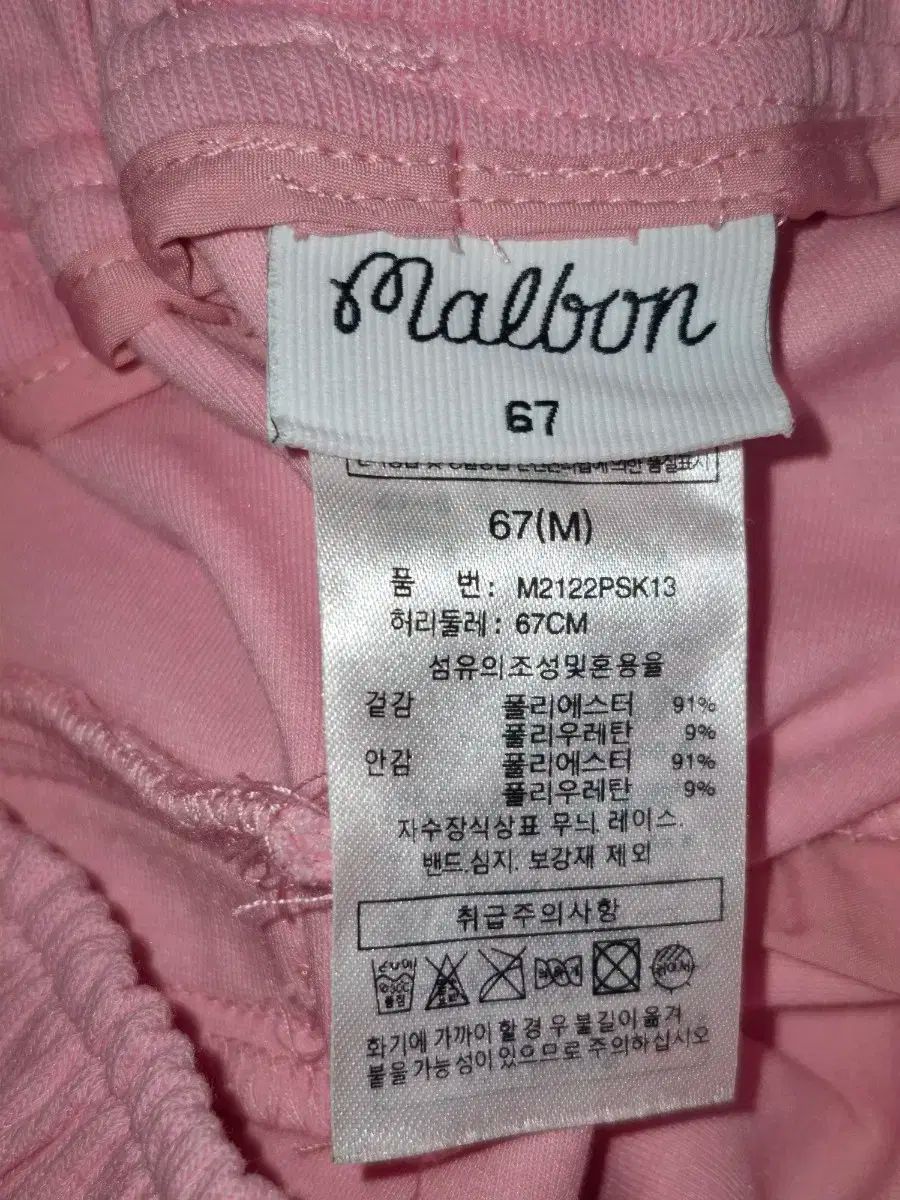 malbon
67
67(M)
품 번: M2122PSK13
허리둘레: 67CM
섬유의조성및혼용율
겉감 폴리에스터 91%
폴리우레탄 9%
안감 폴리에스터 91%
폴리우레탄 9%
자수장식상표 무늬. 레이스.
밴드.심지. 보강재 제외
취급주의사항
화기에 가까이 할 경우 불길이 옮겨
붙을 가능성이 있으므로 주의하십시오